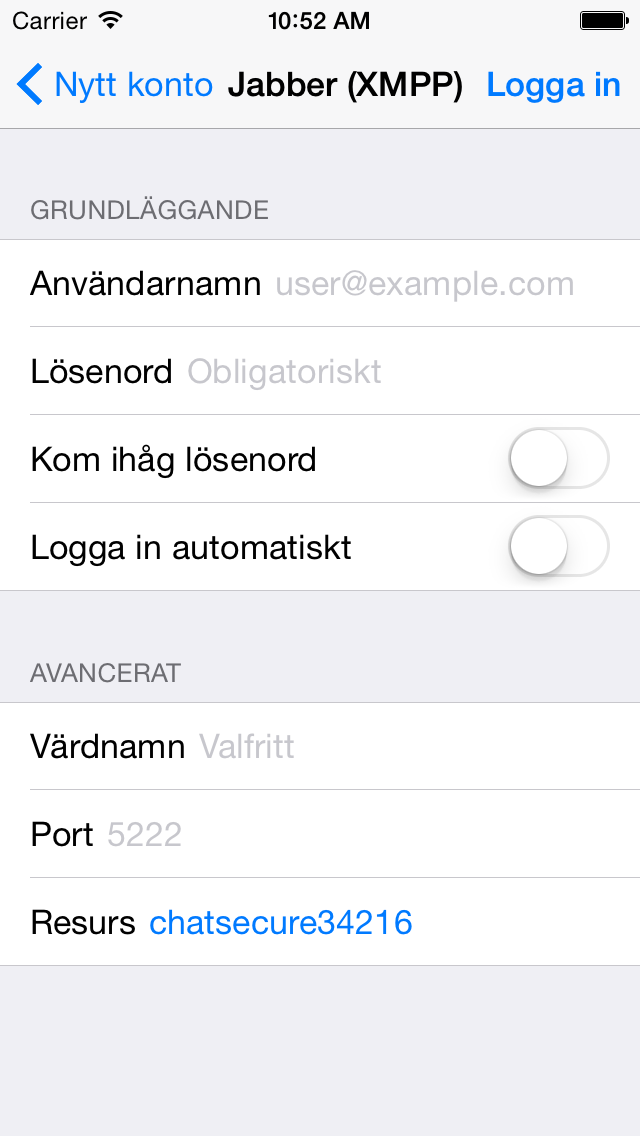 Carrier 10:52 AM
Nytt konto Jabber (XMPP) Logga in
GRUNDLÄGGANDE
Användarnamn user@example.com
Lösenord Obligatoriskt
Kom ihåg lösenord
Logga in automatiskt
AVANCERAT
Värdnamn Valfritt
Port 5222
Resurs chatsecure34216